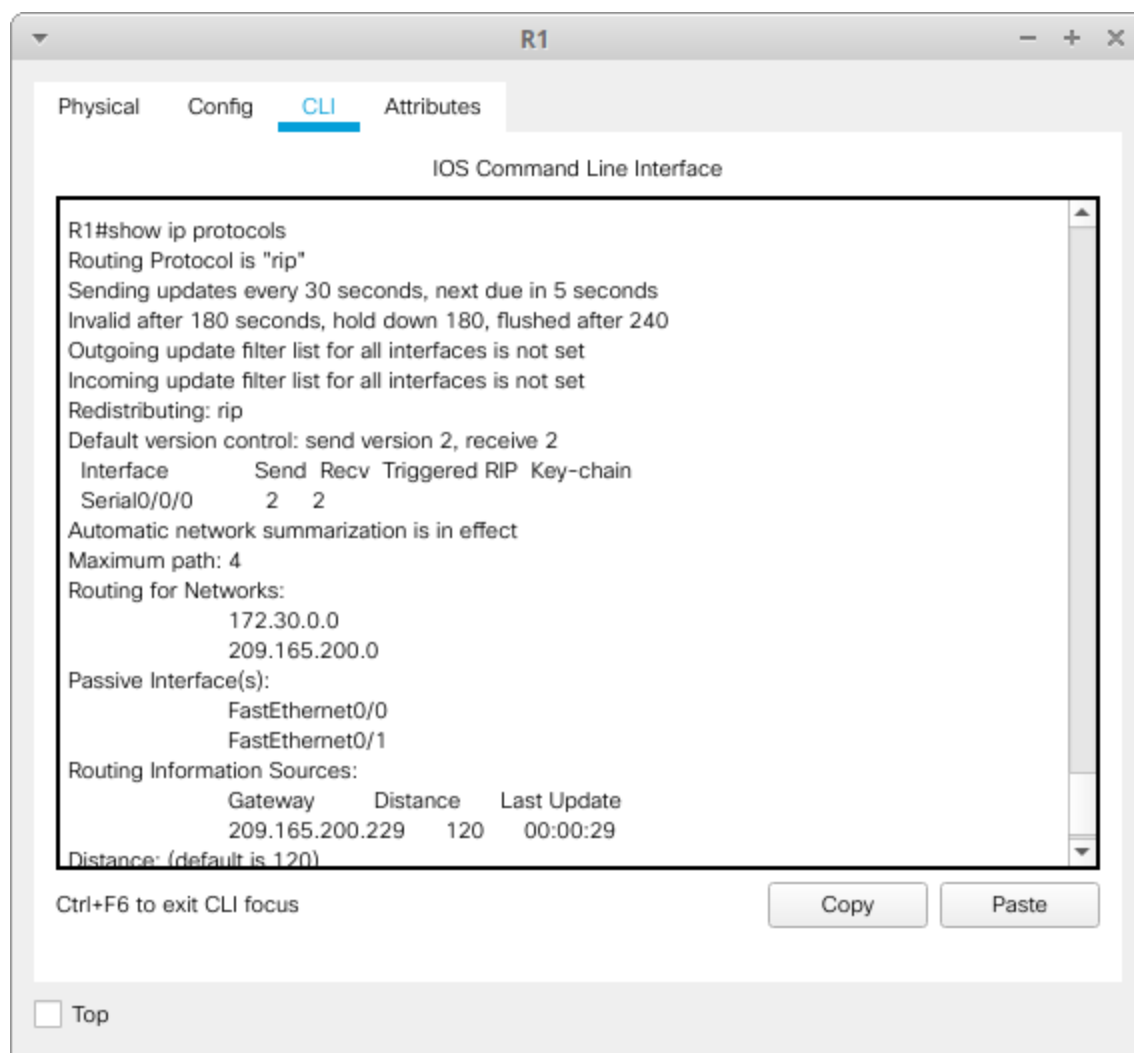 R1
Physical Config CLI Attributes
IOS Command Line Interface
R1#show ip protocols
Routing Protocol is "rip"
Sending updates every 30 seconds, next due in 5 seconds
Invalid after 180 seconds, hold down 180, flushed after 240
Outgoing update filter list for all interfaces is not set
Incoming update filter list for all interfaces is not set
Redistributing: rip
Default version control: send version 2, receive 2
Interface Send Recv Triggered RIP Key-chain
Serial0/0/0 2 2
Automatic network summarization is in effect
Maximum path: 4
Routing for Networks:
172.30.0.0
209.165.200.0
Passive Interface(s):
FastEthernet0/0
FastEthernet0/1
Routing Information Sources:
Gateway Distance Last Update
209.165.200.229 120 00:00:29
Distance: (default is 120)
Ctrl+F6 to exit CLI focus
Copy Paste
Top